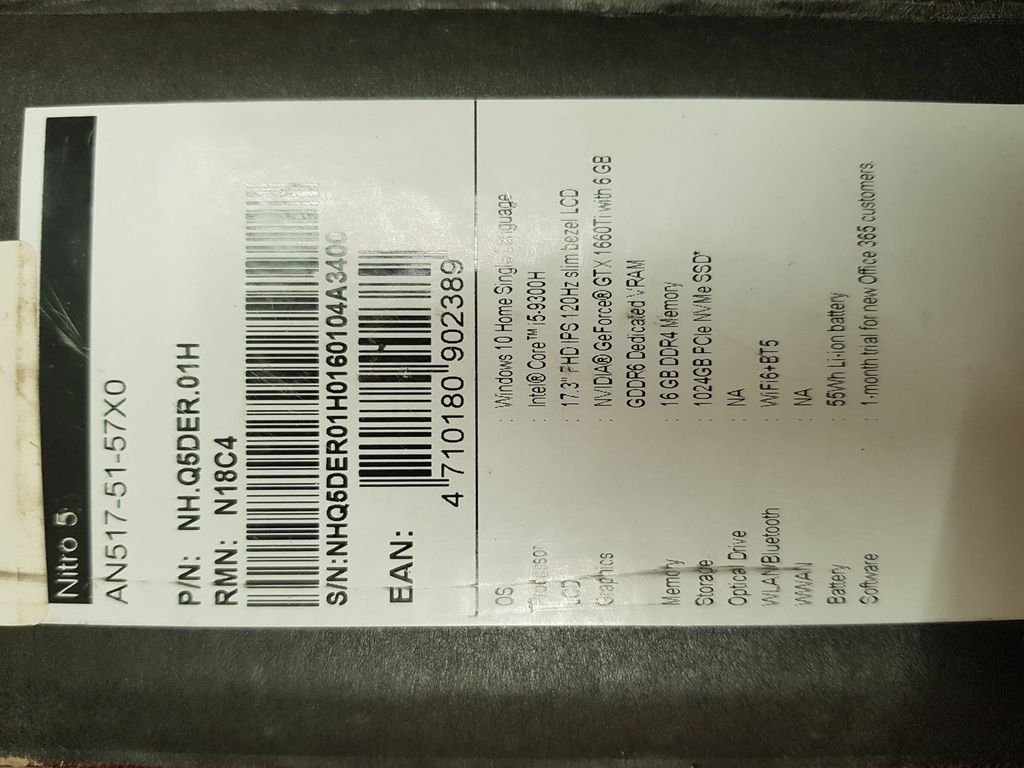 Nitro 5
AN517-51-57X0
P/N: NH.Q5DER.01H
RMN: N18C4
S/N:NHQ5DER01H0160104A3400
EAN:
4 710180 902389
OS : Windows 10 Home Single Language
Processor : Intel® Core™ i5-9300H
LCD : 17.3" FHD IPS 120Hz slim bezel LCD
Graphics : NVIDIA® GeForce® GTX 1660Ti with 6 GB
GDDR6 Dedicated VRAM
Memory : 16 GB DDR4 Memory
Storage : 1024GB PCIe NVMe SSD*
Optical Drive : NA
WLAN/Bluetooth : WiFi6+BT5
WWAN : NA
Battery : 55Wh Li-ion battery
Software : 1-month trial for new Office 365 customers.